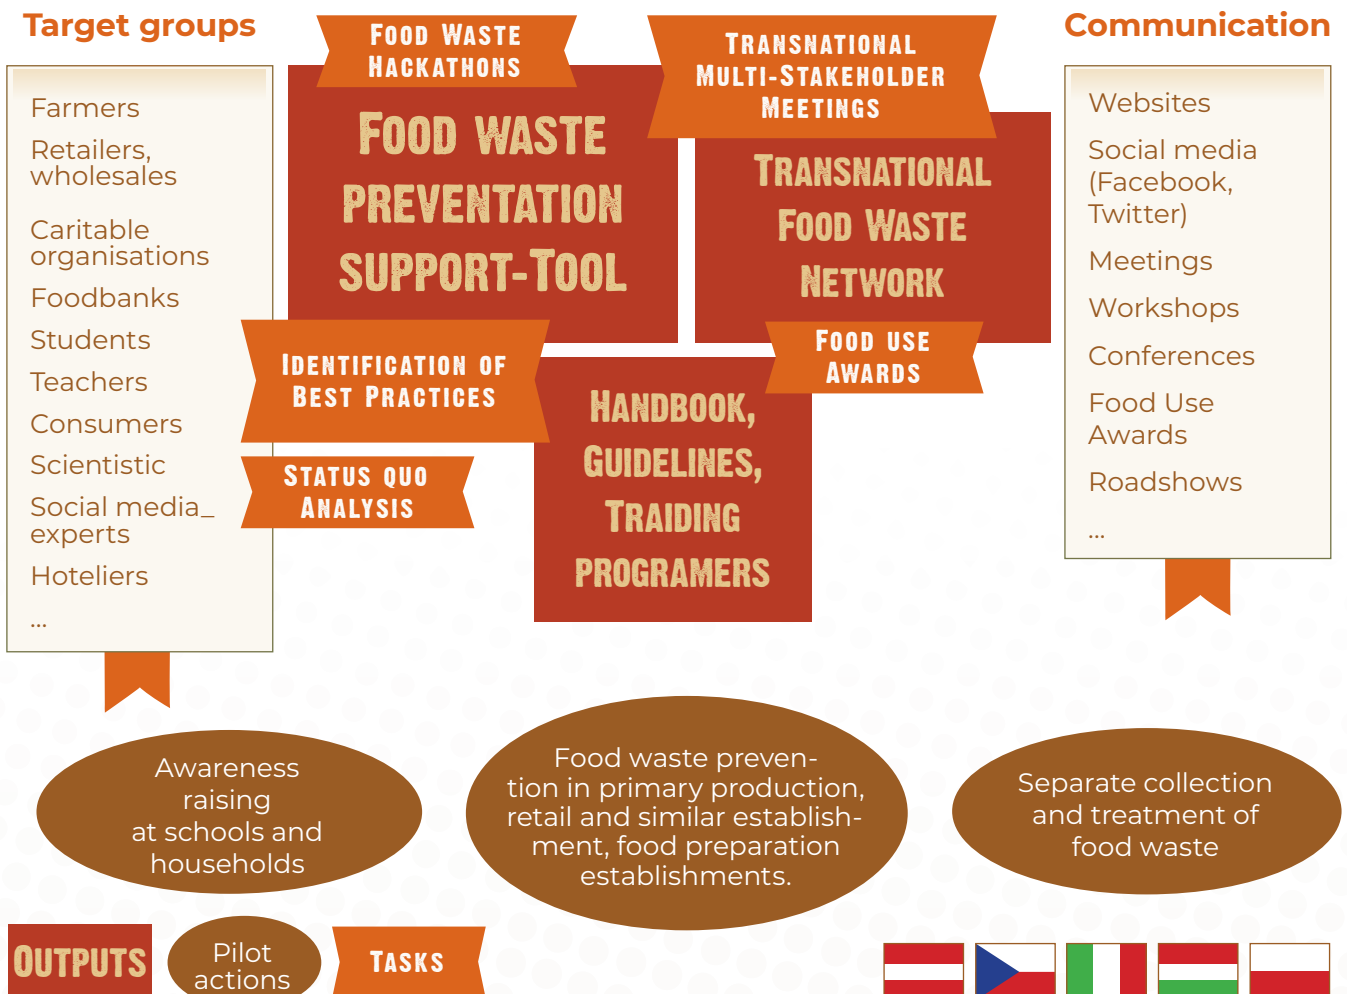 Target groups
Farmers
Retailers,
wholesales
Caritable
organisations
Foodbanks
Students
Teachers
Consumers
Scientistic
Social media_
experts
Hoteliers
...
FOOD WASTE
HACKATHONS
FOOD WASTE
PREVENTATION
SUPPORT-TOOL
TRANSNATIONAL
MULTI-STAKEHOLDER
MEETINGS
TRANSNATIONAL
FOOD WASTE
NETWORK
IDENTIFICATION OF
BEST PRACTICES
STATUS QUO
ANALYSIS
FOOD USE
AWARDS
HANDBOOK,
GUIDELINES,
TRAIDING
PROGRAMERS
Communication
Websites
Social media
(Facebook,
Twitter)
Meetings
Workshops
Conferences
Food Use
Awards
Roadshows
...
Awareness
raising
at schools and
households
Food waste preven-
tion in primary production,
retail and similar establish-
ment, food preparation
establishments.
Separate collection
and treatment of
food waste
OUTPUTS
Pilot
actions
TASKS